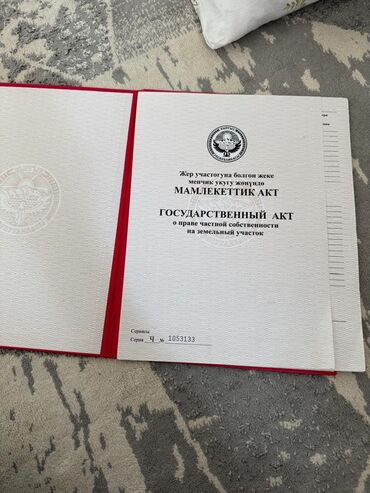 Жер участогуна болгон жеке
менчик укугу жөнүндө
МАМЛЕКЕТТИК АКТ
ГОСУДАРСТВЕННЫЙ АКТ
о праве частной собственности
на земельный участок
Сериясы
Серия Ч № 1053133